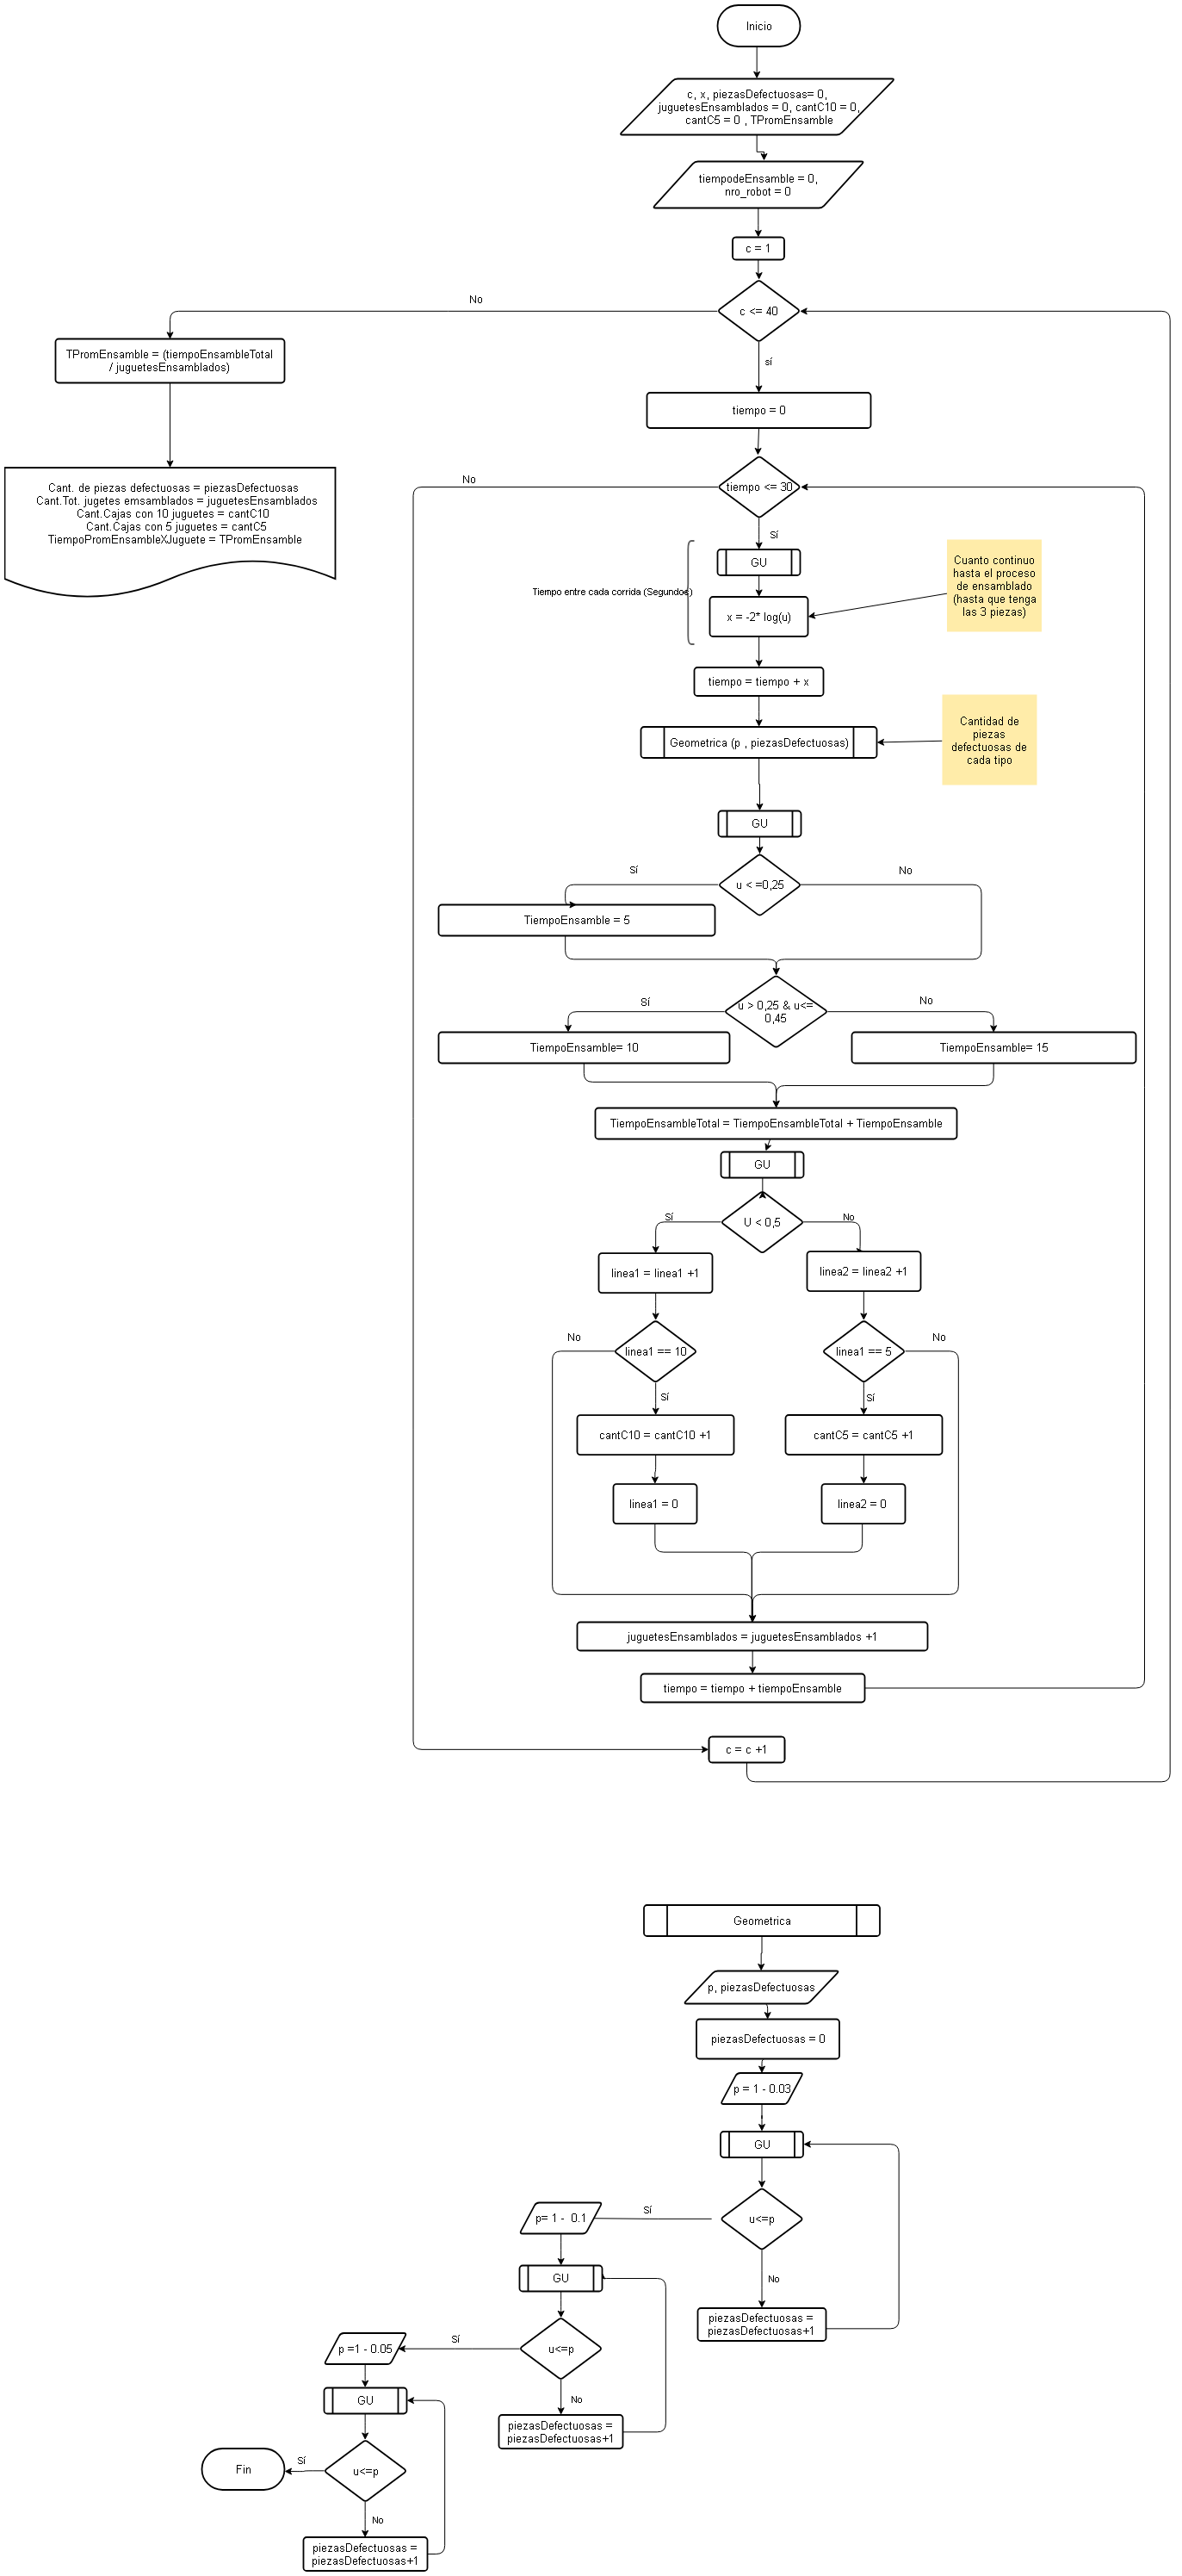 Inicio
c, x, piezasDefectuosas= 0,
juguetesEnsamblados = 0, cantC10 = 0,
cantC5 = 0 , TPromEnsamble
tiempodeEnsamble = 0,
nro_robot = 0
c = 1
c <= 40
No
sí
TPromEnsamble = (tiempoEnsambleTotal
/ juguetesEnsamblados)
Cant. de piezas defectuosas = piezasDefectuosas
Cant.Tot. jugetes emsamblados = juguetesEnsamblados
Cant.Cajas con 10 juguetes = cantC10
Cant.Cajas con 5 juguetes = cantC5
TiempoPromEnsambleXJuguete = TPromEnsamble
tiempo = 0
tiempo <= 30
No
Sí
GU
Tiempo entre cada corrida (Segundos)
x = -2* log(u)
Cuanto continuo
hasta el proceso
de ensamblado
(hasta que tenga
las 3 piezas)
tiempo = tiempo + x
Geometrica (p , piezasDefectuosas)
Cantidad de
piezas
defectuosas de
cada tipo
GU
u < =0,25
Sí
No
TiempoEnsamble = 5
u > 0,25 & u<=
0,45
Sí
No
TiempoEnsamble= 10
TiempoEnsamble= 15
TiempoEnsambleTotal = TiempoEnsambleTotal + TiempoEnsamble
GU
U < 0,5
Sí
No
linea1 = linea1 +1
linea2 = linea2 +1
linea1 == 10
No
Sí
linea1 == 5
No
Sí
cantC10 = cantC10 +1
cantC5 = cantC5 +1
linea1 = 0
linea2 = 0
juguetesEnsamblados = juguetesEnsamblados +1
tiempo = tiempo + tiempoEnsamble
c = c +1
Geometrica
p, piezasDefectuosas
piezasDefectuosas = 0
p = 1 - 0.03
GU
u<=p
Sí
No
piezasDefectuosas =
piezasDefectuosas+1
p= 1 -  0.1
GU
u<=p
Sí
No
piezasDefectuosas =
piezasDefectuosas+1
p =1 - 0.05
GU
u<=p
Sí
No
Fin
piezasDefectuosas =
piezasDefectuosas+1